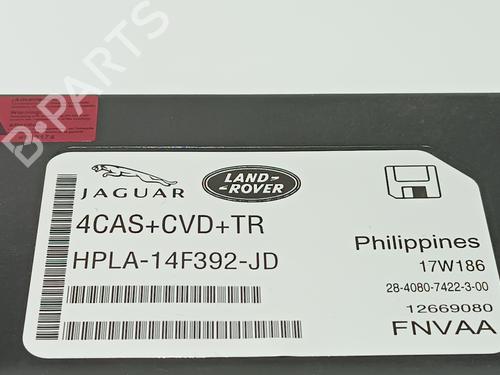 JAGUAR
LAND-
ROVER
4CAS+CVD+TR
HPLA-14F392-JD
Philippines
17W186
28-4080-7422-3-00
12669080
FNVAA
B-PARTS